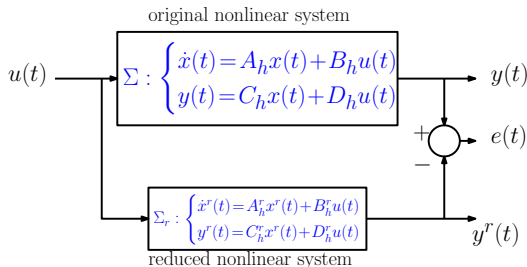 original nonlinear system
u(t)
Σ : { ẋ(t)=A_h x(t)+B_h u(t)
y(t)=C_h x(t)+D_h u(t)
y(t)
+
−
e(t)
Σ_r : { ẋ^r(t)=A_h^r x^r(t)+B_h^r u(t)
y^r(t)=C_h^r x^r(t)+D_h^r u(t)
y^r(t)
reduced nonlinear system